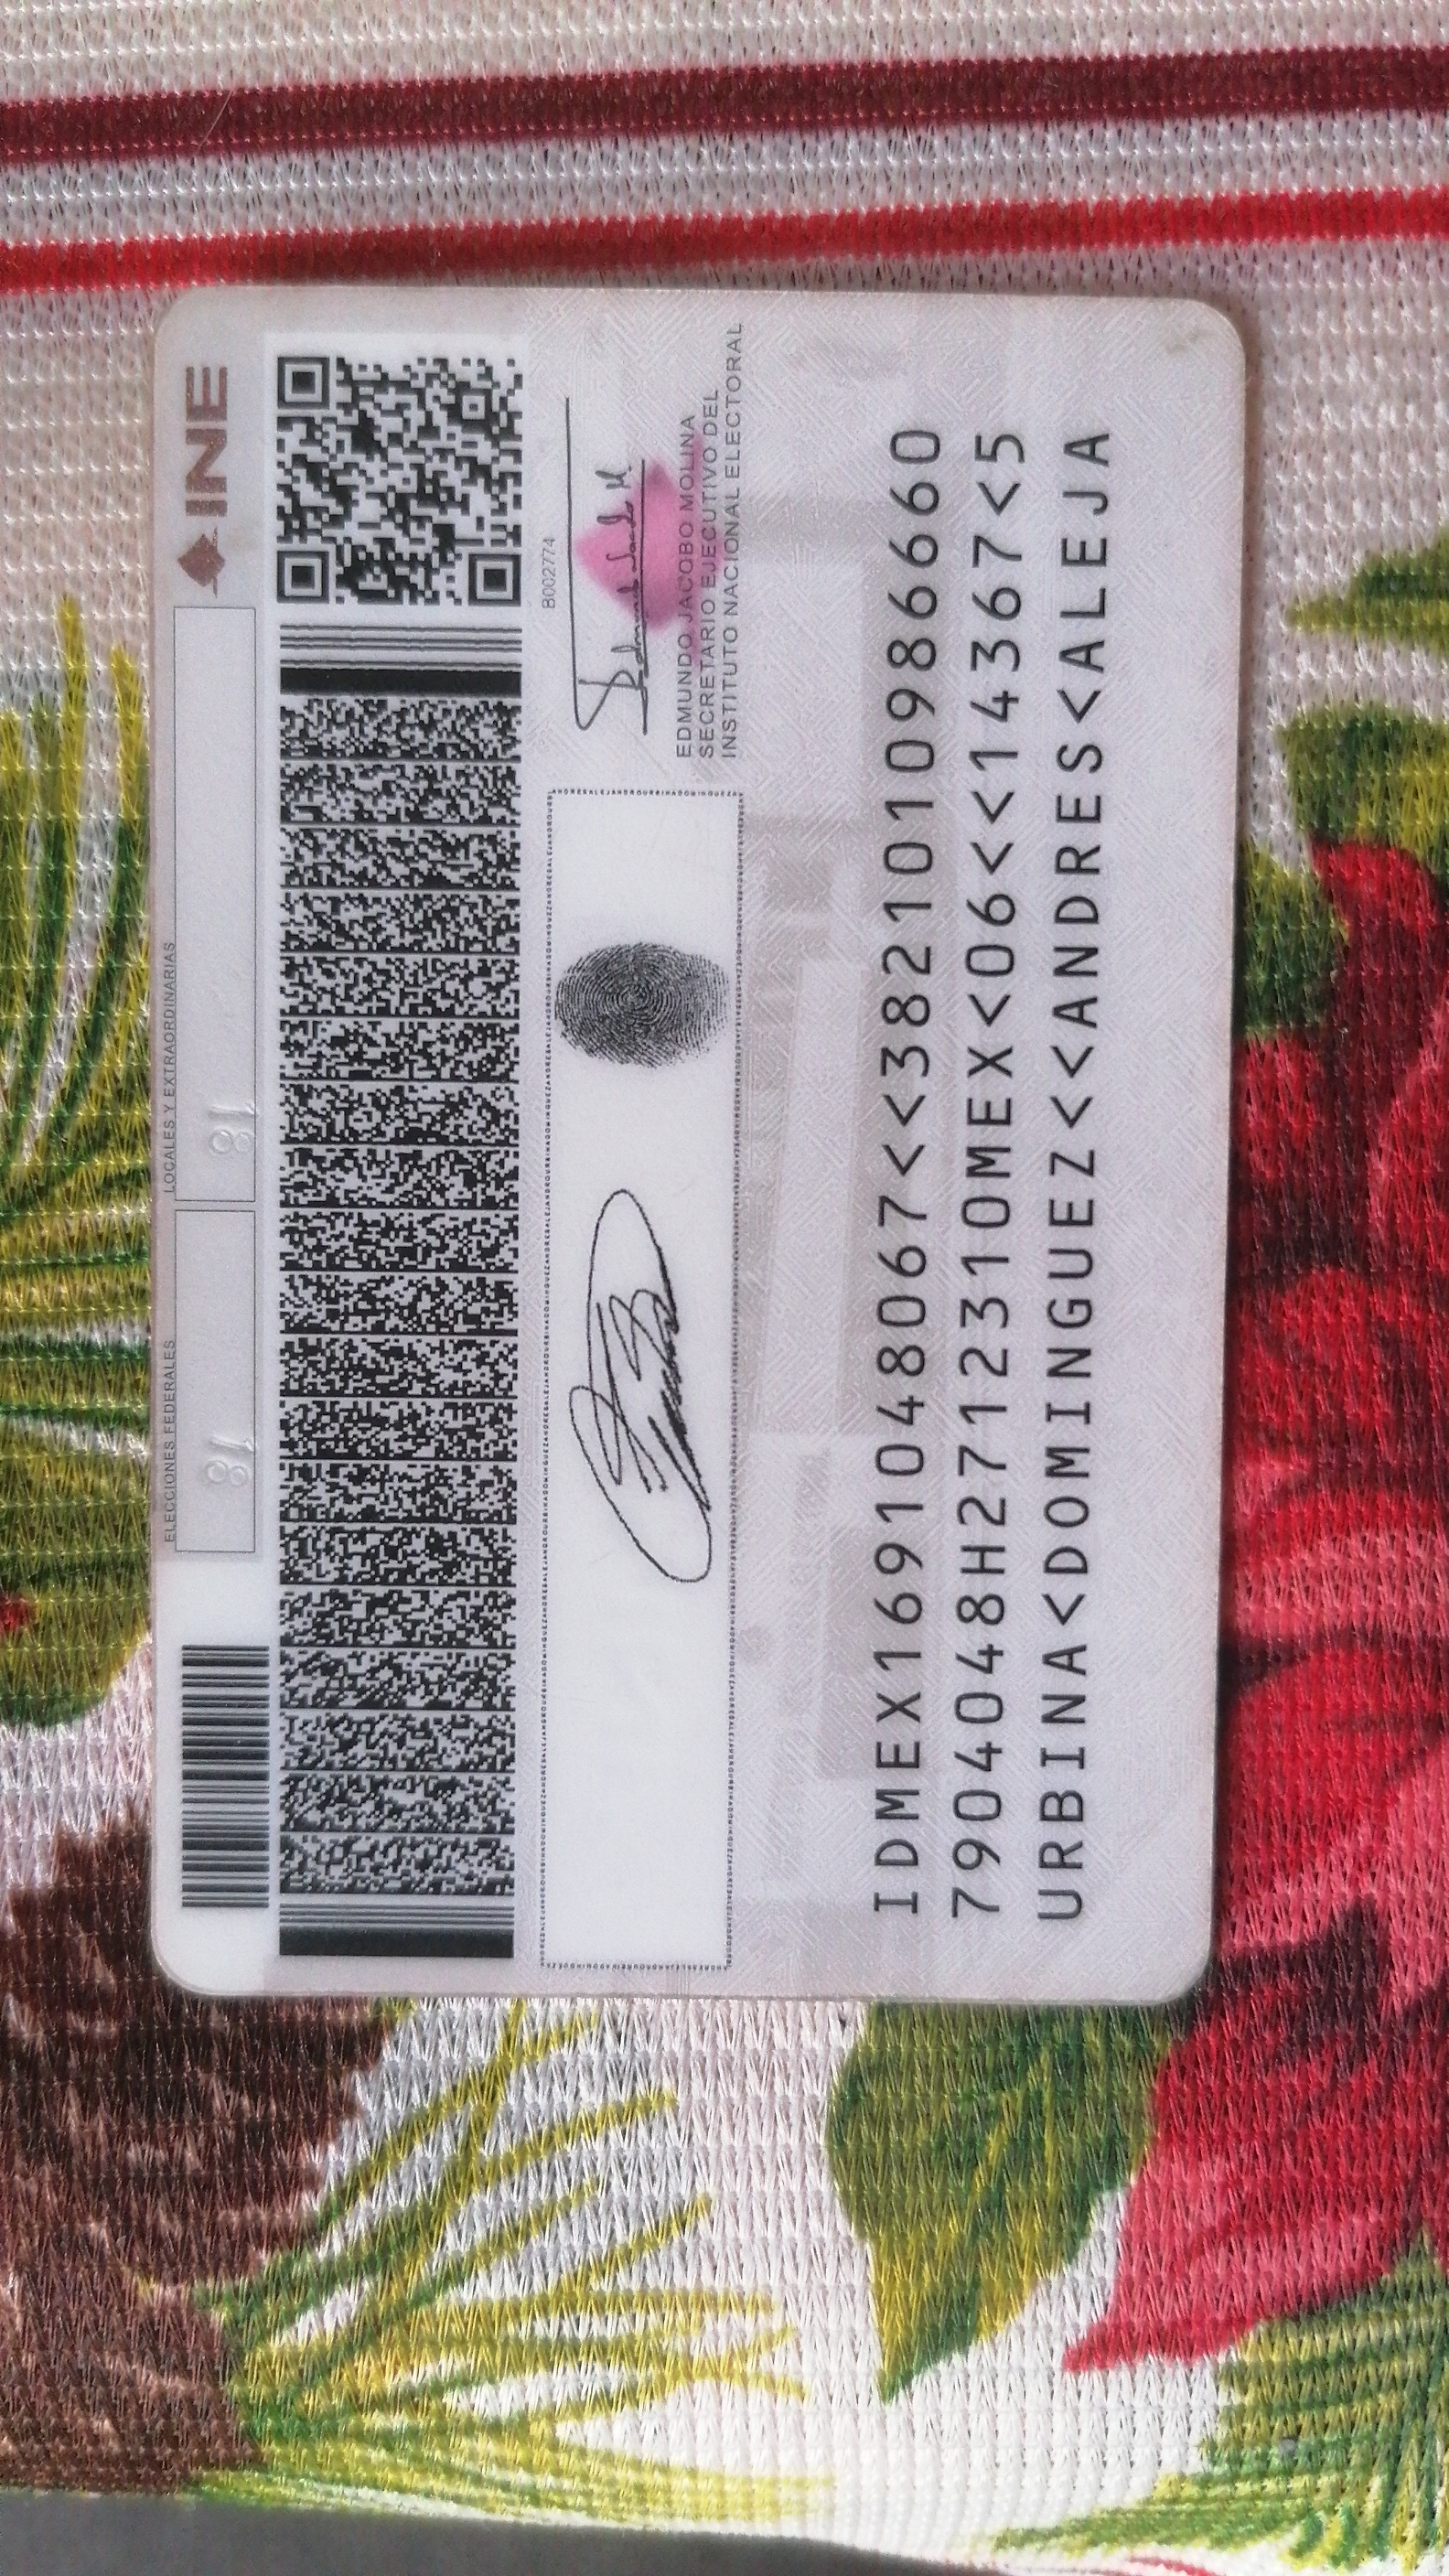 ELECCIONES FEDERALES
LOCALES Y EXTRAORDINARIAS
INE
18
18
B002774
EDMUNDO JACOBO MOLINA
SECRETARIO EJECUTIVO DEL
INSTITUTO NACIONAL ELECTORAL
IDMEX1691048067<<3821010986660
7904048H2712310MEX<06<<14367<5
URBINA<DOMINGUEZ<<ANDRES<ALEJA